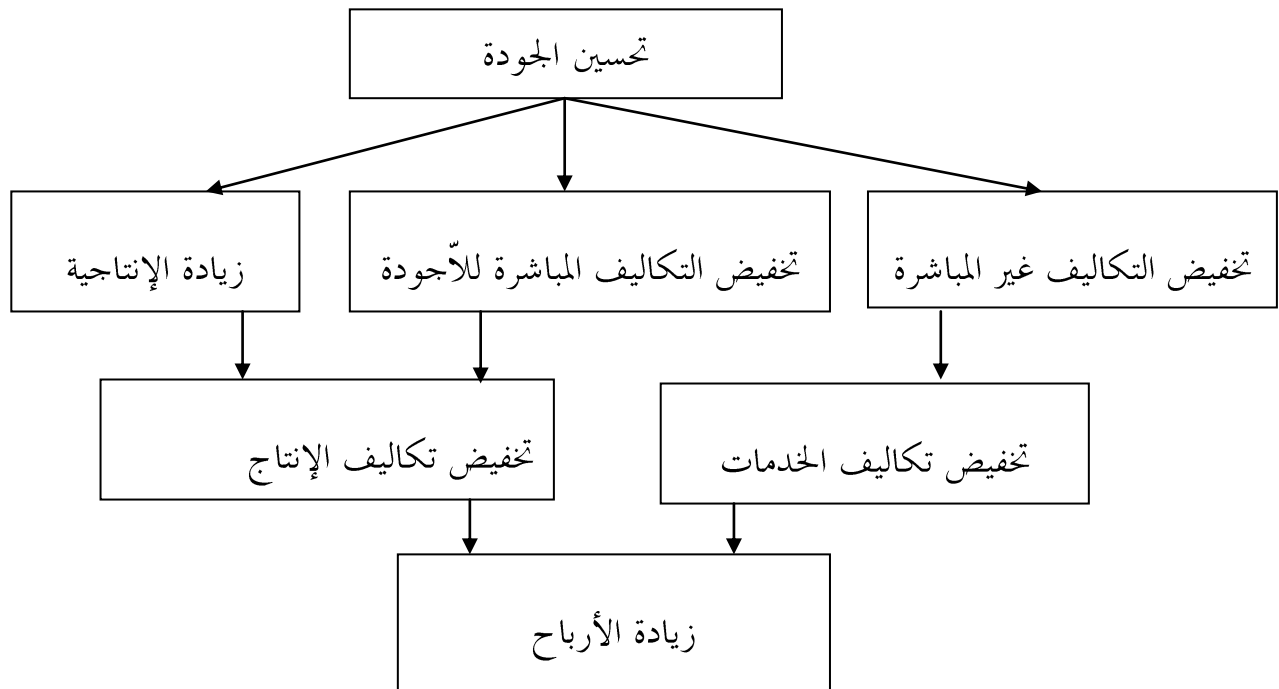 تحسين الجودة
تخفيض التكاليف غير المباشرة
تخفيض التكاليف المباشرة للاّجودة
زيادة الإنتاجية
تخفيض تكاليف الخدمات
تخفيض تكاليف الإنتاج
زيادة الأرباح